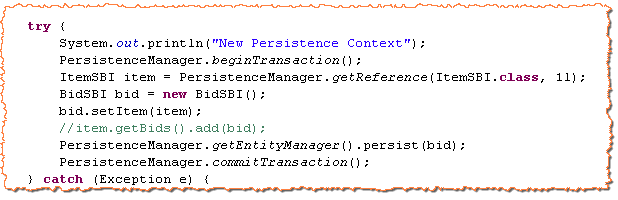 try {
System.out.println("New Persistence Context");
PersistenceManager.beginTransaction();
ItemSBI item = PersistenceManager.getReference(ItemSBI.class, 1l);
BidSBI bid = new BidSBI();
bid.setItem(item);
//item.getBids().add(bid);
PersistenceManager.getEntityManager().persist(bid);
PersistenceManager.commitTransaction();
} catch (Exception e) {